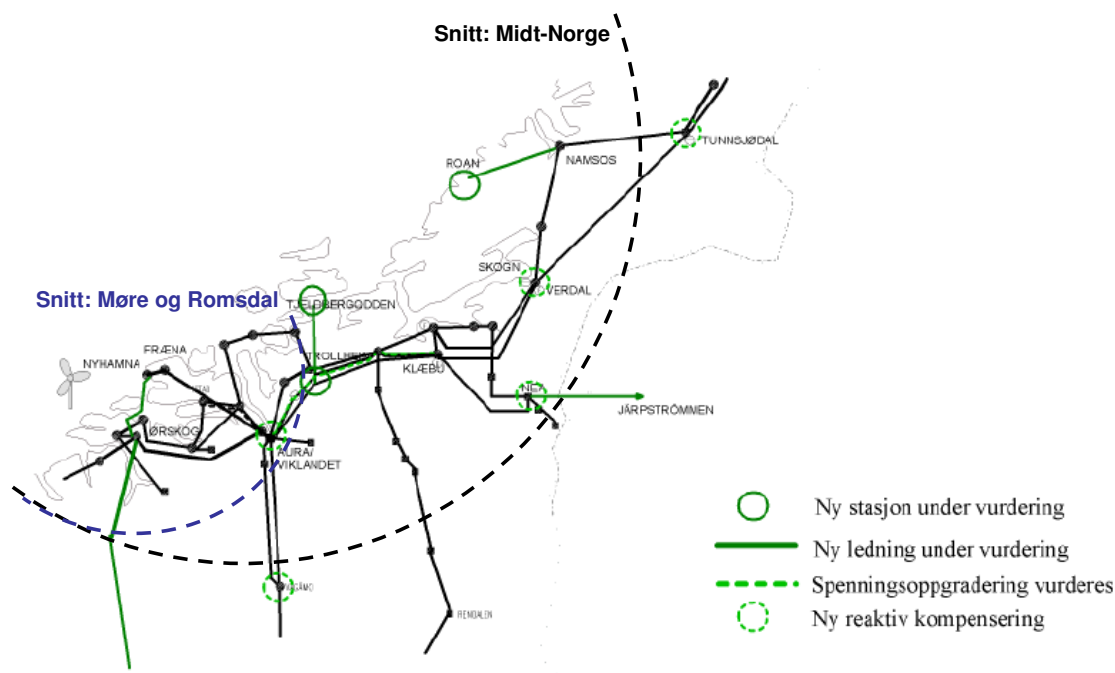 Snitt: Midt-Norge
TUNNSJØDAL
ROAN
NAMSOS
SKOGN
VERDAL
Snitt: Møre og Romsdal
TJELDBERGODDEN
FRÆNA
NYHAMNA
KLÆBU
NEA
JÄRPSTRÖMMEN
ØRSKOG
AURA/
VIKLANDET
RENDALEN
Ny stasjon under vurdering
Ny ledning under vurdering
Spenningsoppgradering vurderes
Ny reaktiv kompensering